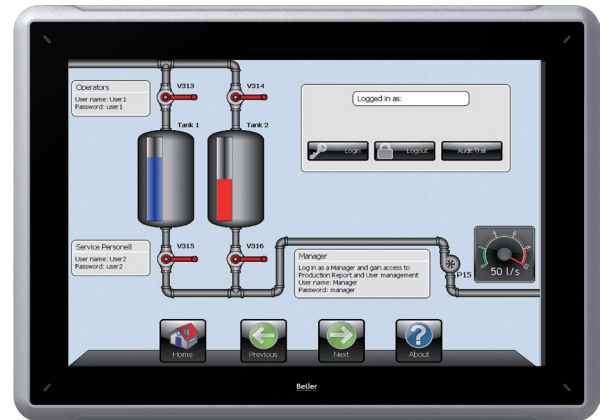 Operators
User name: User1
Password: user1
V313
V314
Logged in as:
Login
Logout
Audit Trail
Tank 1
Tank 2
Service Personell
User name: User2
Password: user2
V315
V316
Manager
Log in as a Manager and gain access to
Production Report and User management
User name: Manager
Password: manager
P15
50 l/s
Home
Previous
Next
About
Beijer